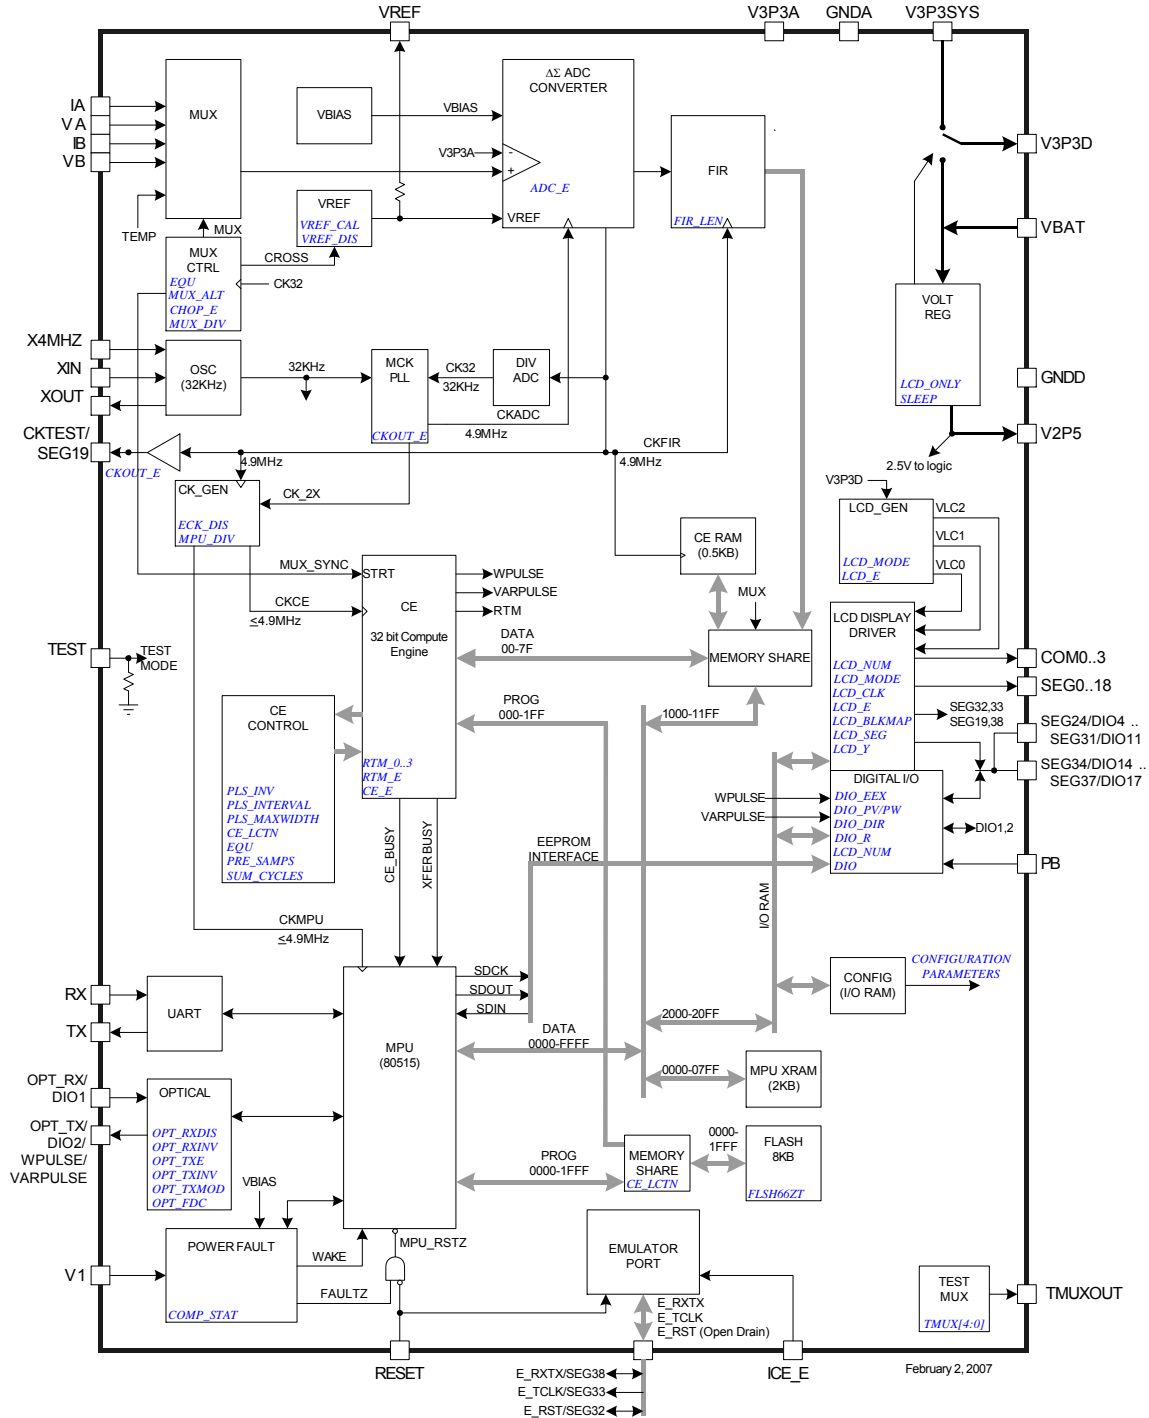 VREF
V3P3A
GNDA
V3P3SYS
IA
VA
IB
VB
MUX
VBIAS
VBIAS
ΔΣ ADC
CONVERTER
V3P3A
-
+
ADC_E
VREF
FIR
FIR_LEN
V3P3D
VBAT
TEMP
MUX
VREF
VREF_CAL
VREF_DIS
MUX
CTRL
EQU
MUX_ALT
CHOP_E
MUX_DIV
CROSS
CK32
VOLT
REG
LCD_ONLY
SLEEP
X4MHZ
XIN
XOUT
OSC
(32KHz)
32KHz
MCK
PLL
CKOUT_E
CK32
32KHz
DIV
ADC
CKADC
4.9MHz
GNDD
V2P5
2.5V to logic
CKTEST/
SEG19
CKOUT_E
4.9MHz
CKFIR
4.9MHz
CK_GEN
ECK_DIS
MPU_DIV
CK_2X
V3P3D
LCD_GEN
LCD_MODE
LCD_E
VLC2
VLC1
VLC0
CE RAM
(0.5KB)
MUX_SYNC
STRT
CE
32 bit Compute
Engine
RTM_0..3
RTM_E
CE_E
WPULSE
VARPULSE
RTM
CKCE
≤4.9MHz
MUX
MEMORY SHARE
DATA
00-7F
LCD DISPLAY
DRIVER
LCD_NUM
LCD_MODE
LCD_CLK
LCD_E
LCD_BLKMAP
LCD_SEG
LCD_Y
COM0..3
SEG0..18
SEG32,33
SEG19,38
SEG24/DIO4 ..
SEG31/DIO11
SEG34/DIO14 ..
SEG37/DIO17
TEST
TEST
MODE
CE
CONTROL
PLS_INV
PLS_INTERVAL
PLS_MAXWIDTH
CE_LCTN
EQU
PRE_SAMPS
SUM_CYCLES
PROG
000-1FF
1000-11FF
DIGITAL I/O
DIO_EEX
DIO_PV/PW
DIO_DIR
DIO_R
LCD_NUM
DIO
WPULSE
VARPULSE
DIO1,2
PB
CE_BUSY
XFER BUSY
EEPROM
INTERFACE
I/O RAM
CKMPU
≤4.9MHz
SDCK
SDOUT
SDIN
CONFIG
(I/O RAM)
CONFIGURATION
PARAMETERS
RX
TX
UART
MPU
(80515)
DATA
0000-FFFF
2000-20FF
0000-07FF
MPU XRAM
(2KB)
OPT_RX/
DIO1
OPT_TX/
DIO2/
WPULSE/
VARPULSE
OPTICAL
OPT_RXDIS
OPT_RXINV
OPT_TXE
OPT_TXINV
OPT_TXMOD
OPT_FDC
PROG
0000-1FFF
MEMORY
SHARE
CE_LCTN
0000-
1FFF
FLASH
8KB
FLSH66ZT
VBIAS
V1
POWER FAULT
COMP_STAT
WAKE
FAULTZ
MPU_RSTZ
EMULATOR
PORT
E_RXTX
E_TCLK
E_RST (Open Drain)
TEST
MUX
TMUX[4:0]
TMUXOUT
RESET
ICE_E
February 2, 2007
E_RXTX/SEG38
E_TCLK/SEG33
E_RST/SEG32